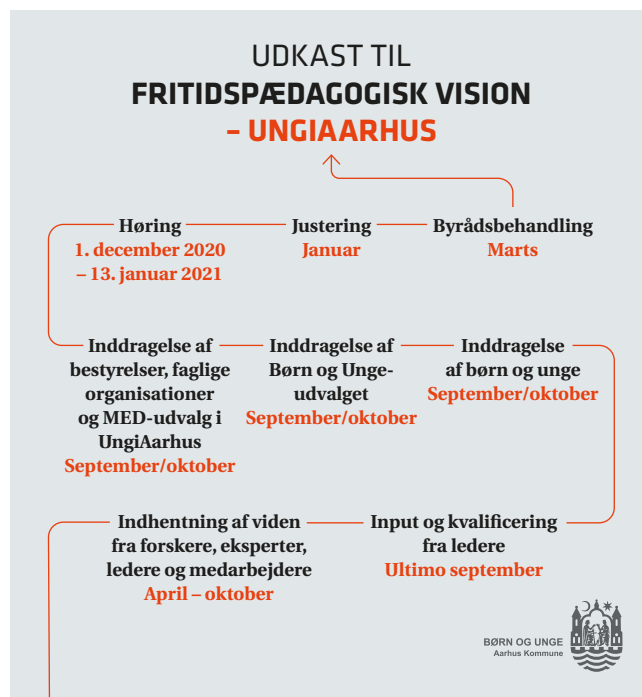 UDKAST TIL
FRITIDSPÆDAGOGISK VISION
– UNGIAARHUS
Høring
1. december 2020
– 13. januar 2021
Justering
Januar
Byrådsbehandling
Marts
Inddragelse af
bestyrelser, faglige
organisationer
og MED-udvalg i
UngiAarhus
September/oktober
Inddragelse af
Børn og Unge-
udvalget
September/oktober
Inddragelse
af børn og unge
September/oktober
Indhentning af viden
fra forskere, eksperter,
ledere og medarbejdere
April – oktober
Input og kvalificering
fra ledere
Ultimo september
BØRN OG UNGE
Aarhus Kommune